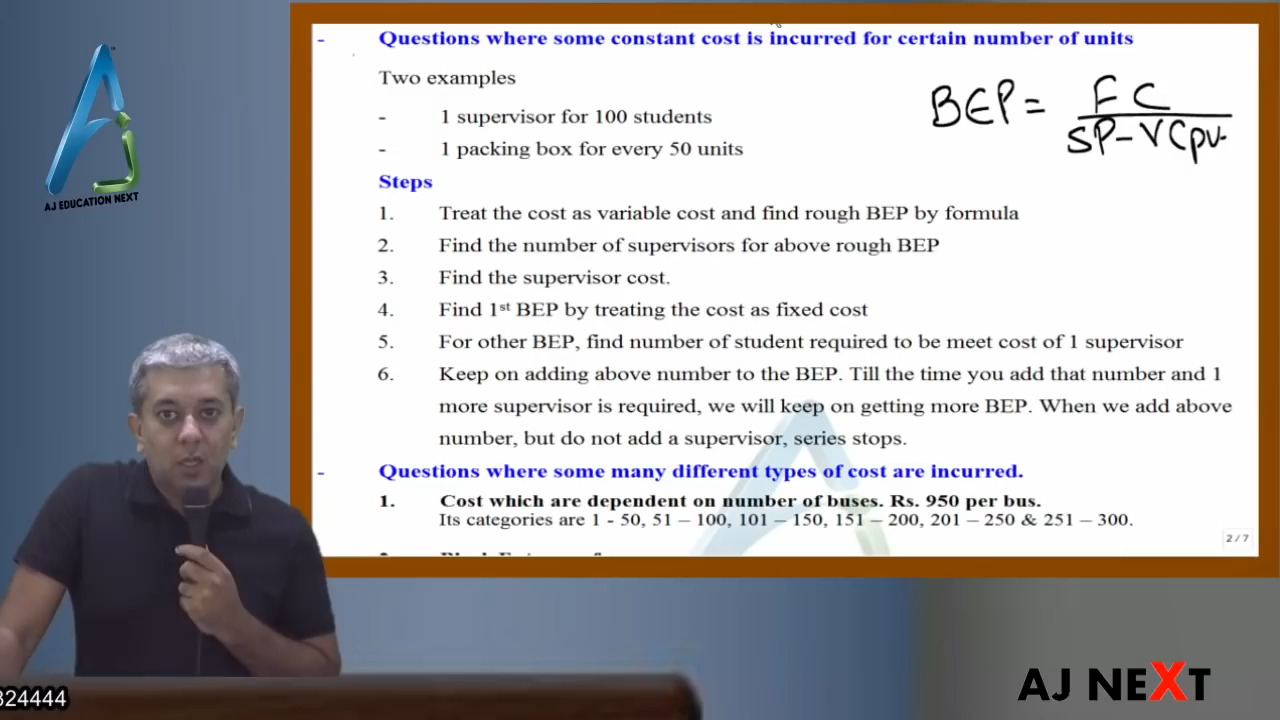 - Questions where some constant cost is incurred for certain number of units
Two examples
- 1 supervisor for 100 students
- 1 packing box for every 50 units
BEP = FC
SP - VCpu
Steps
1. Treat the cost as variable cost and find rough BEP by formula
2. Find the number of supervisors for above rough BEP
3. Find the supervisor cost.
4. Find 1st BEP by treating the cost as fixed cost
5. For other BEP, find number of student required to be meet cost of 1 supervisor
6. Keep on adding above number to the BEP. Till the time you add that number and 1
more supervisor is required, we will keep on getting more BEP. When we add above
number, but do not add a supervisor, series stops.
- Questions where some many different types of cost are incurred.
1. Cost which are dependent on number of buses. Rs. 950 per bus.
Its categories are 1 - 50, 51 – 100, 101 – 150, 151 – 200, 201 – 250 & 251 – 300.
2 / 7
AJ EDUCATION NEXT
324444
AJ NEXT